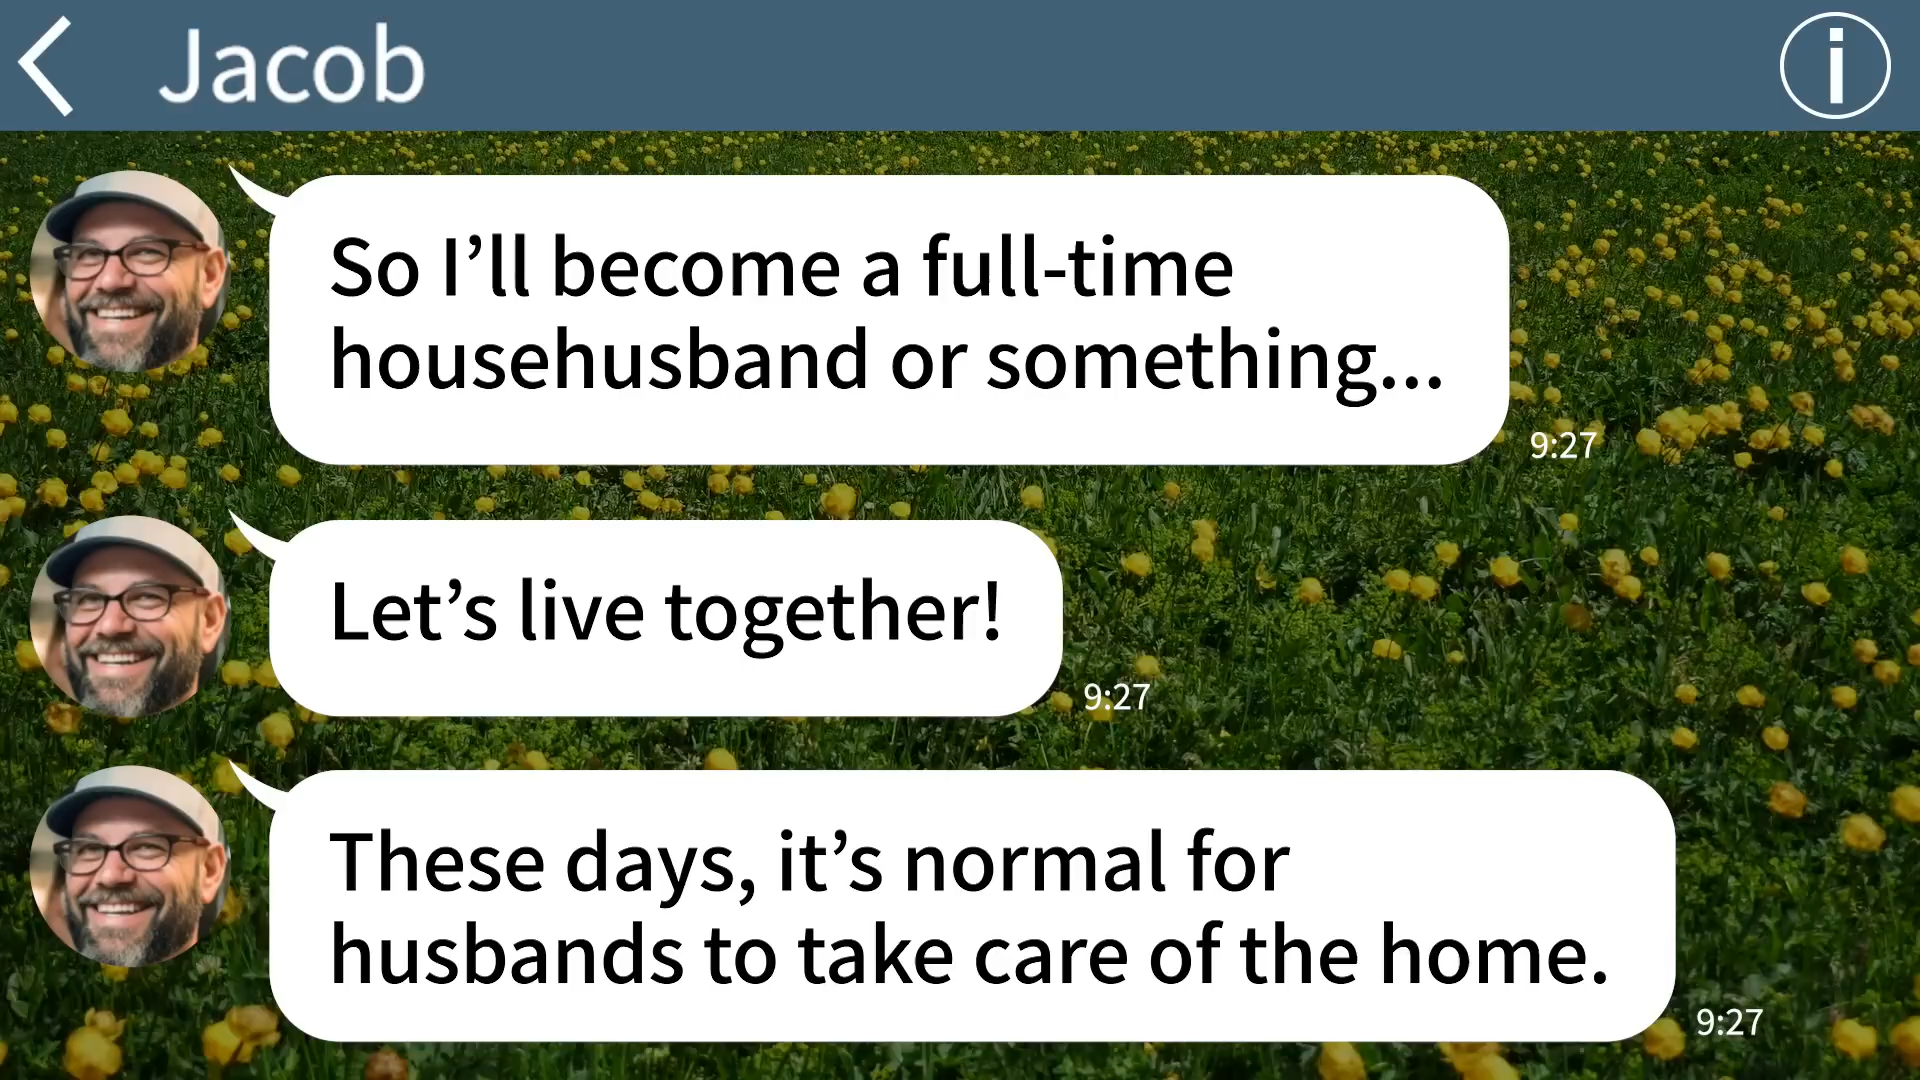 Jacob
So I’ll become a full-time
househusband or something...
9:27
Let’s live together!
9:27
These days, it’s normal for
husbands to take care of the home.
9:27